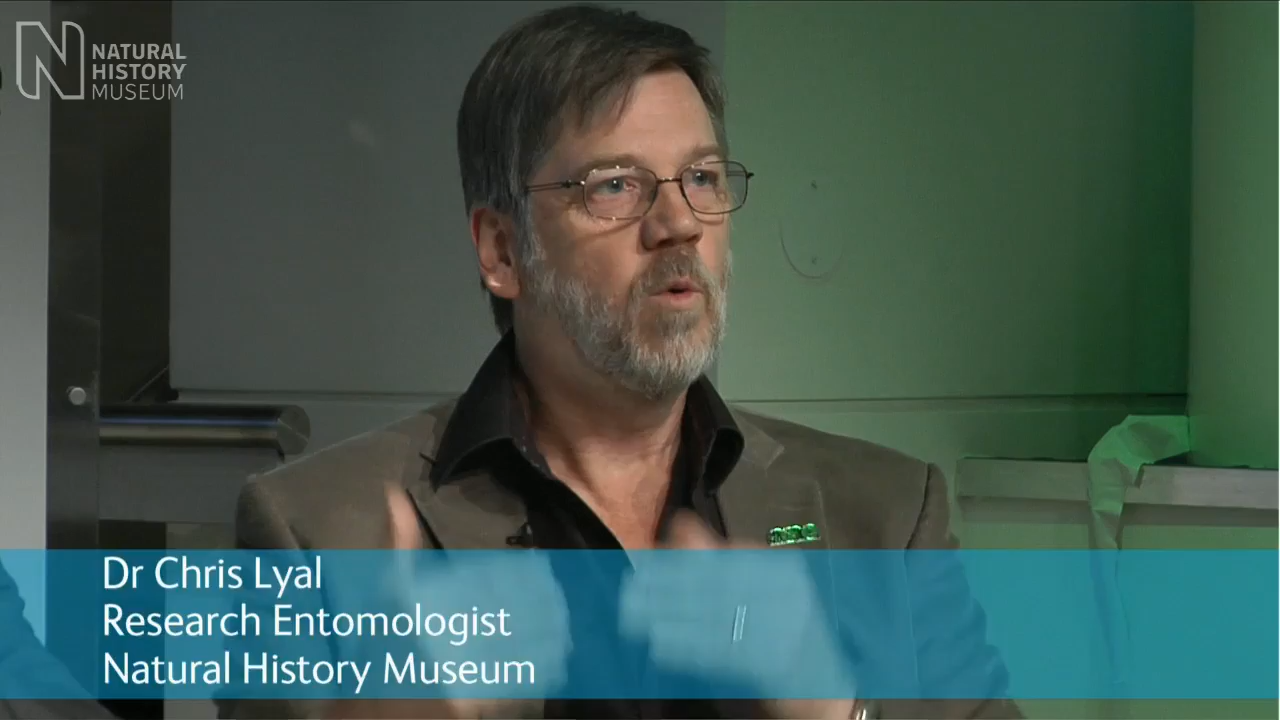 NATURAL
HISTORY
MUSEUM
Dr Chris Lyal
Research Entomologist
Natural History Museum